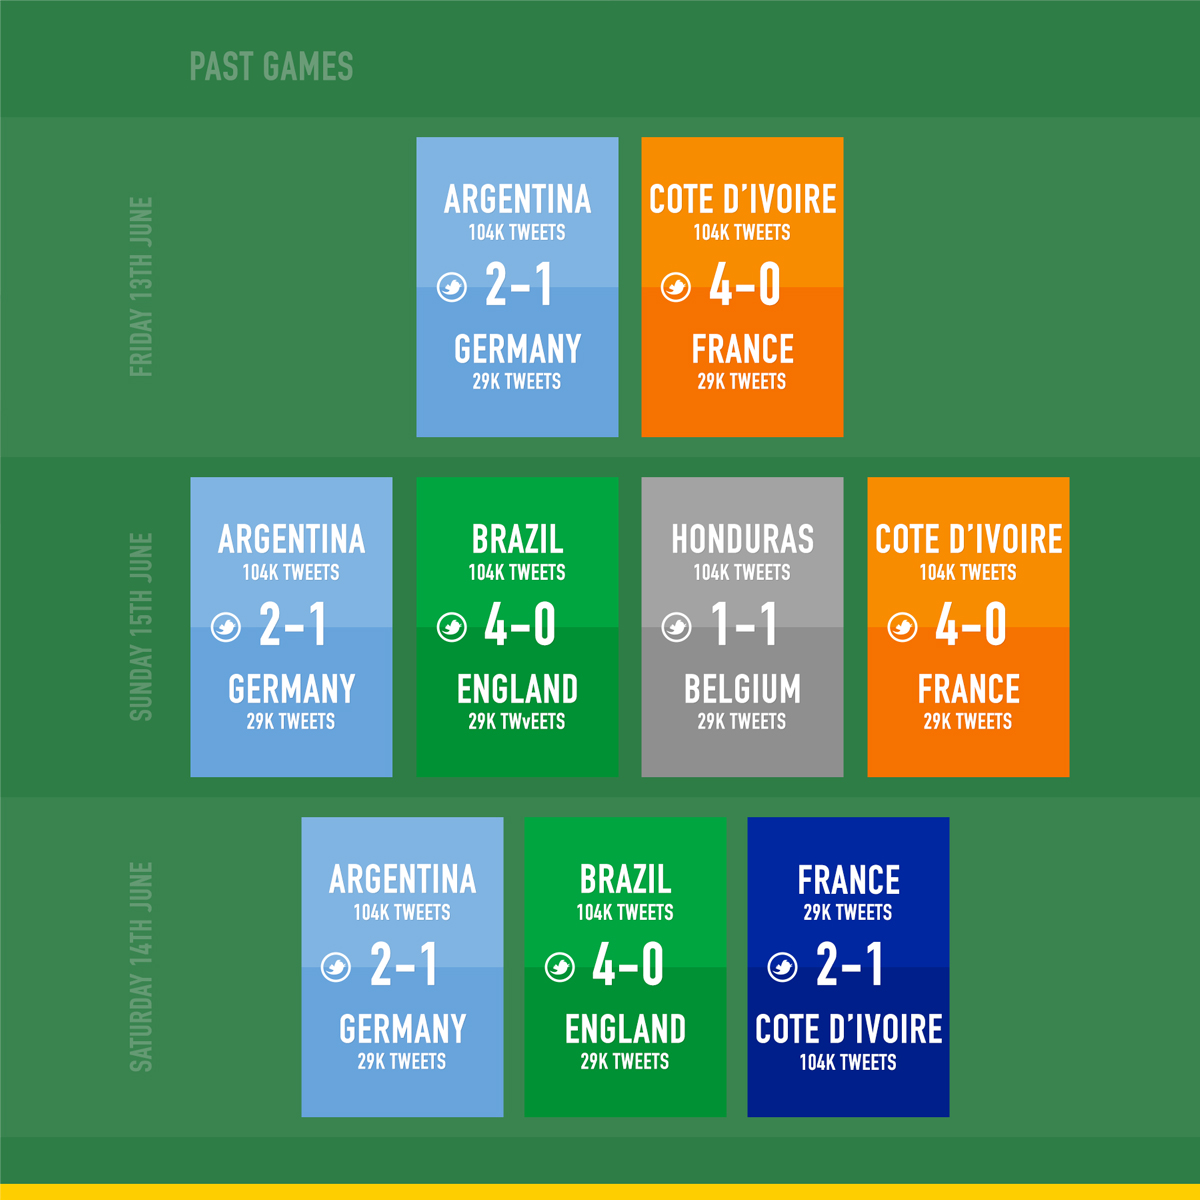 PAST GAMES
FRIDAY 13TH JUNE
ARGENTINA
104K TWEETS
2-1
GERMANY
29K TWEETS
COTE D'IVOIRE
104K TWEETS
4-0
FRANCE
29K TWEETS
SUNDAY 15TH JUNE
ARGENTINA
104K TWEETS
2-1
GERMANY
29K TWEETS
BRAZIL
104K TWEETS
4-0
ENGLAND
29K TWvEETS
HONDURAS
104K TWEETS
1-1
BELGIUM
29K TWEETS
COTE D'IVOIRE
104K TWEETS
4-0
FRANCE
29K TWEETS
SATURDAY 14TH JUNE
ARGENTINA
104K TWEETS
2-1
GERMANY
29K TWEETS
BRAZIL
104K TWEETS
4-0
ENGLAND
29K TWEETS
FRANCE
29K TWEETS
2-1
COTE D'IVOIRE
104K TWEETS